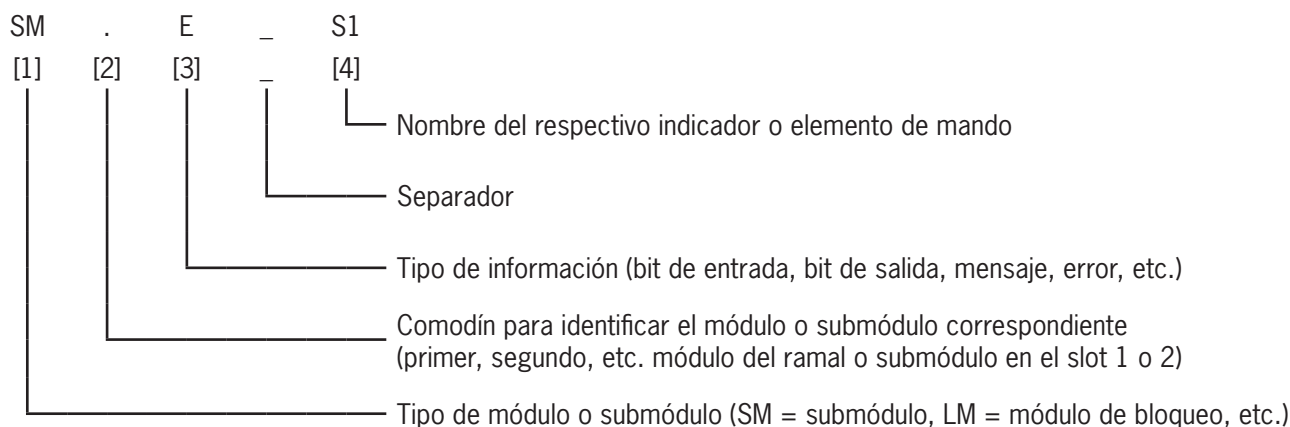 SM . E _ S1
[1] [2] [3] _ [4]
Nombre del respectivo indicador o elemento de mando
Separador
Tipo de información (bit de entrada, bit de salida, mensaje, error, etc.)
Comodín para identificar el módulo o submódulo correspondiente
(primer, segundo, etc. módulo del ramal o submódulo en el slot 1 o 2)
Tipo de módulo o submódulo (SM = submódulo, LM = módulo de bloqueo, etc.)